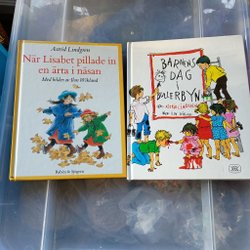 Astrid Lindgren
När Lisabet pillade in
en ärta i näsan
Med bilder av Ilon Wikland
Rabén & Sjögren
BARNENS
DAG I
BULLERBYN